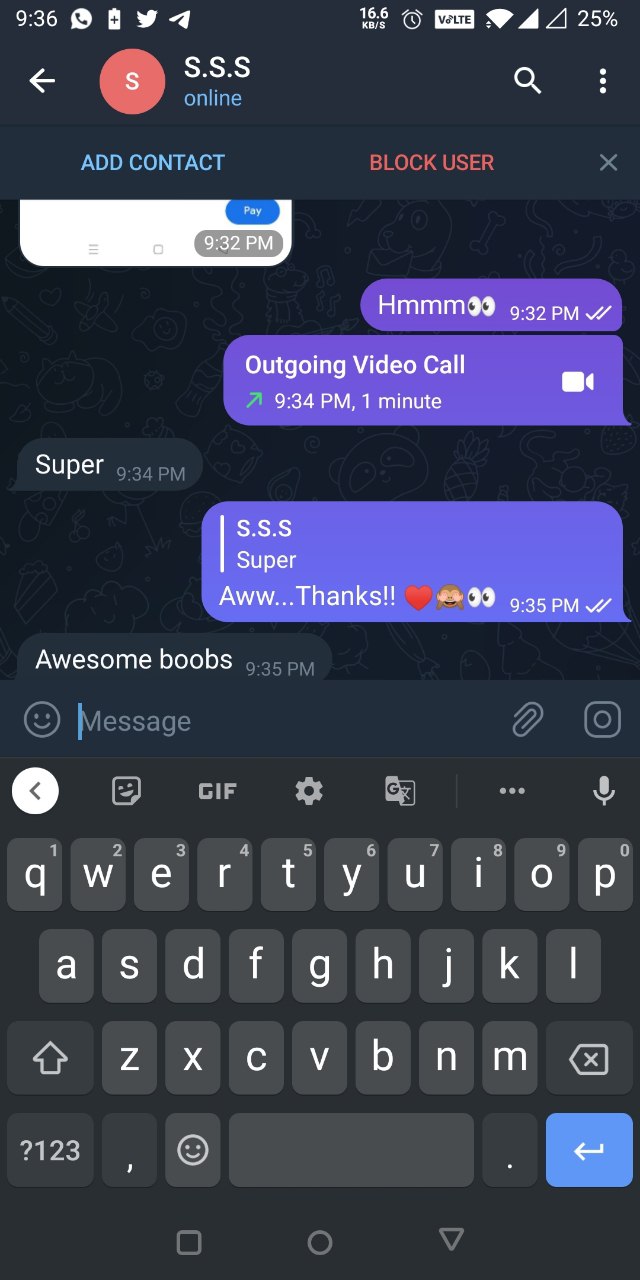 9:36 16.6 KB/S VoLTE 25%
S
S.S.S
online
ADD CONTACT BLOCK USER
Pay
9:32 PM
Hmmm👀 9:32 PM
Outgoing Video Call
9:34 PM, 1 minute
Super 9:34 PM
S.S.S
Super
Aww...Thanks!! ♥️🙈👀 9:35 PM
Awesome boobs 9:35 PM
Message
GIF G
1 2 3 4 5 6 7 8 9 0
q w e r t y u i o p
a s d f g h j k l
z x c v b n m
?123 , .